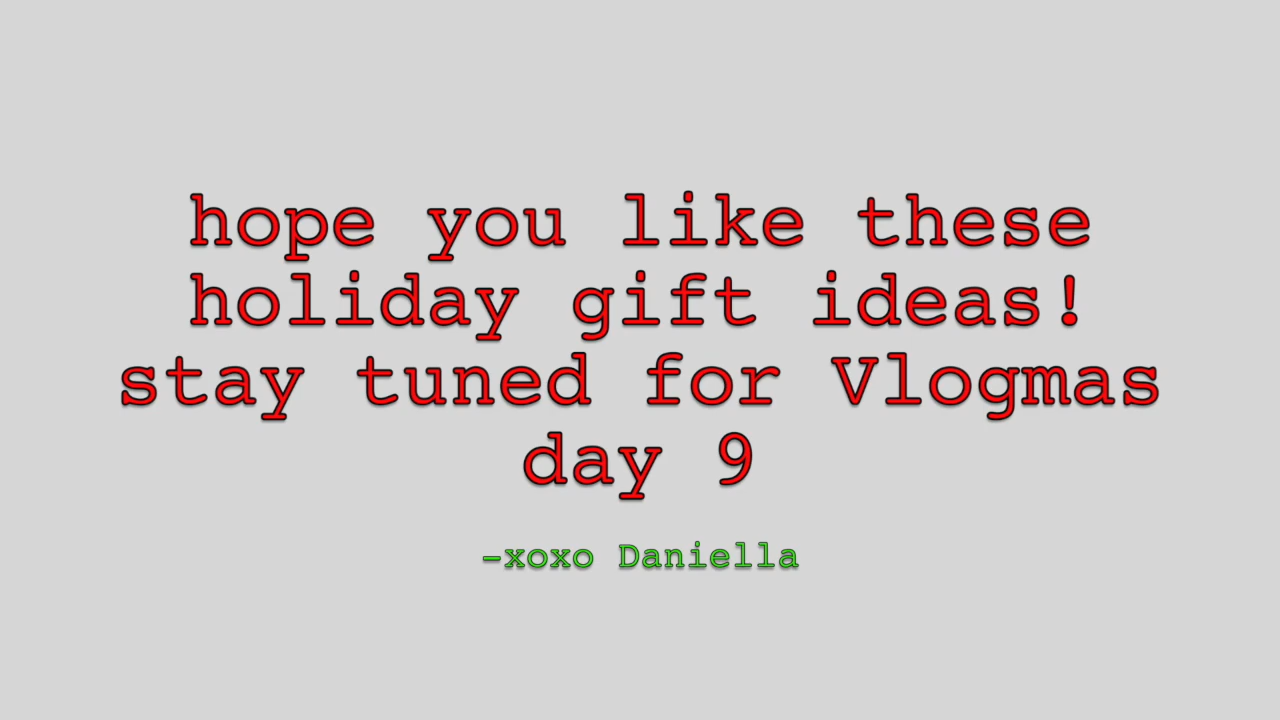 hope you like these
holiday gift ideas!
stay tuned for Vlogmas
day 9
-xoxo Daniella